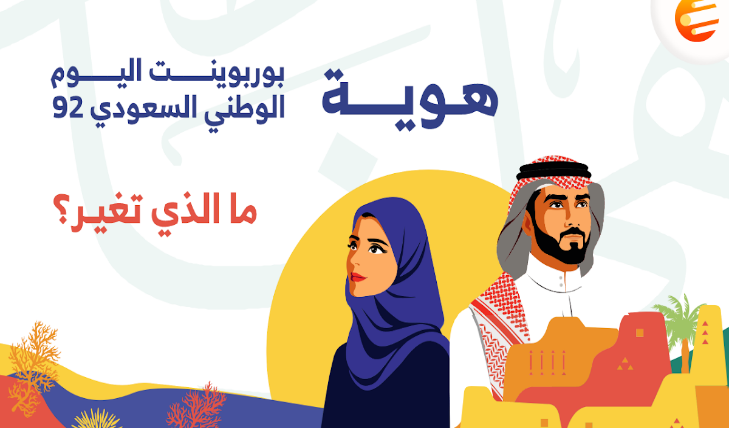 هوية
بوربوينت اليوم
الوطني السعودي 92
ما الذي تغير؟